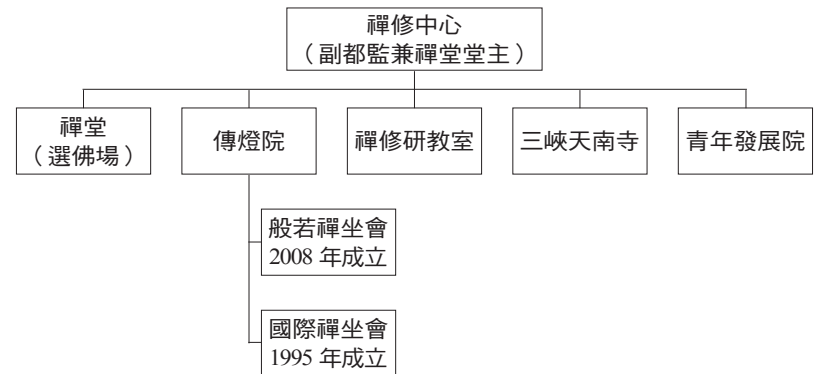 禪修中心
（副都監兼禪堂堂主）
禪堂
（選佛場）
傳燈院
禪修研教室
三峽天南寺
青年發展院
般若禪坐會
2008 年成立
國際禪坐會
1995 年成立